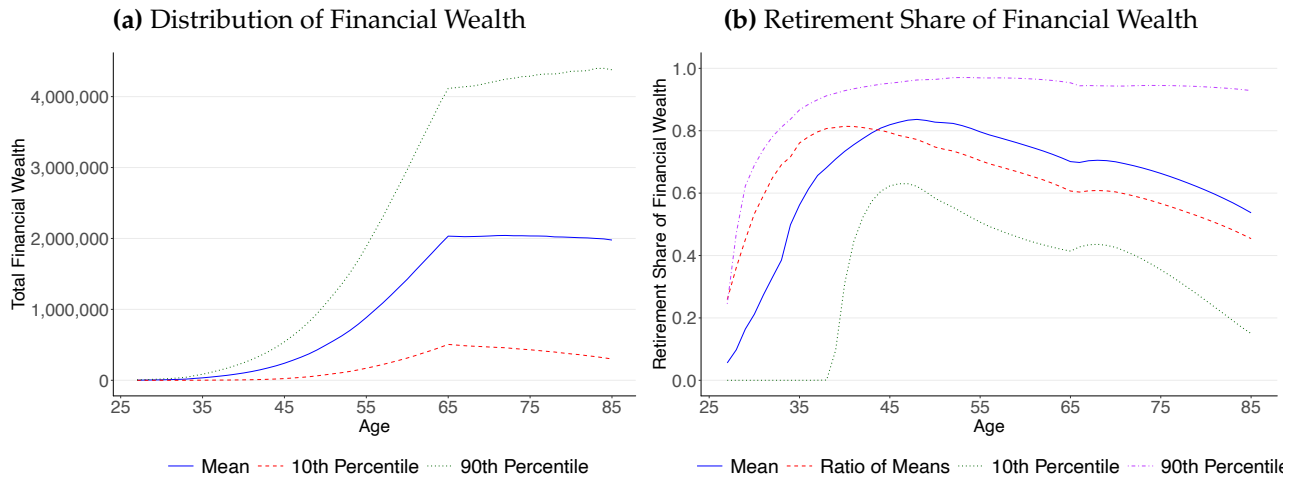 (a) Distribution of Financial Wealth
Total Financial Wealth
4,000,000
3,000,000
2,000,000
1,000,000
0
25 35 45 55 65 75 85
Age
Mean 10th Percentile 90th Percentile
(b) Retirement Share of Financial Wealth
Retirement Share of Financial Wealth
1.0
0.8
0.6
0.4
0.2
0.0
25 35 45 55 65 75 85
Age
Mean Ratio of Means 10th Percentile 90th Percentile